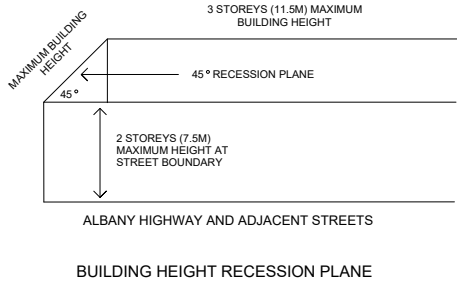 3 STOREYS (11.5M) MAXIMUM
BUILDING HEIGHT
MAXIMUM BUILDING
HEIGHT
45° RECESSION PLANE
45°
2 STOREYS (7.5M)
MAXIMUM HEIGHT AT
STREET BOUNDARY
ALBANY HIGHWAY AND ADJACENT STREETS
BUILDING HEIGHT RECESSION PLANE